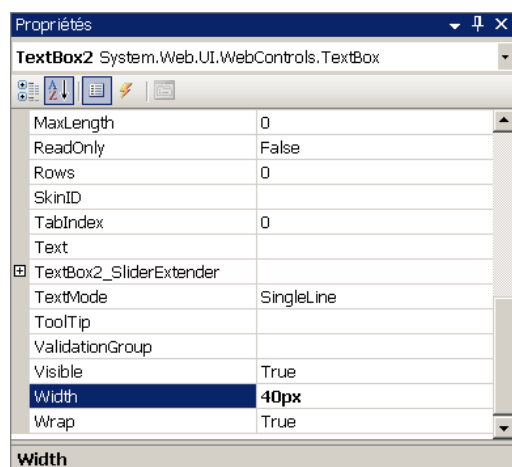 Propriétés
TextBox2 System.Web.UI.WebControls.TextBox
MaxLength 0
ReadOnly False
Rows 0
SkinID
TabIndex 0
Text
TextBox2_SliderExtender
TextMode SingleLine
ToolTip
ValidationGroup
Visible True
Width 40px
Wrap True
Width